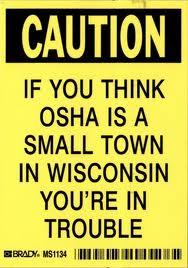 CAUTION
IF YOU THINK
OSHA IS A
SMALL TOWN
IN WISCONSIN
YOU'RE IN
TROUBLE
BRADY® MS1134